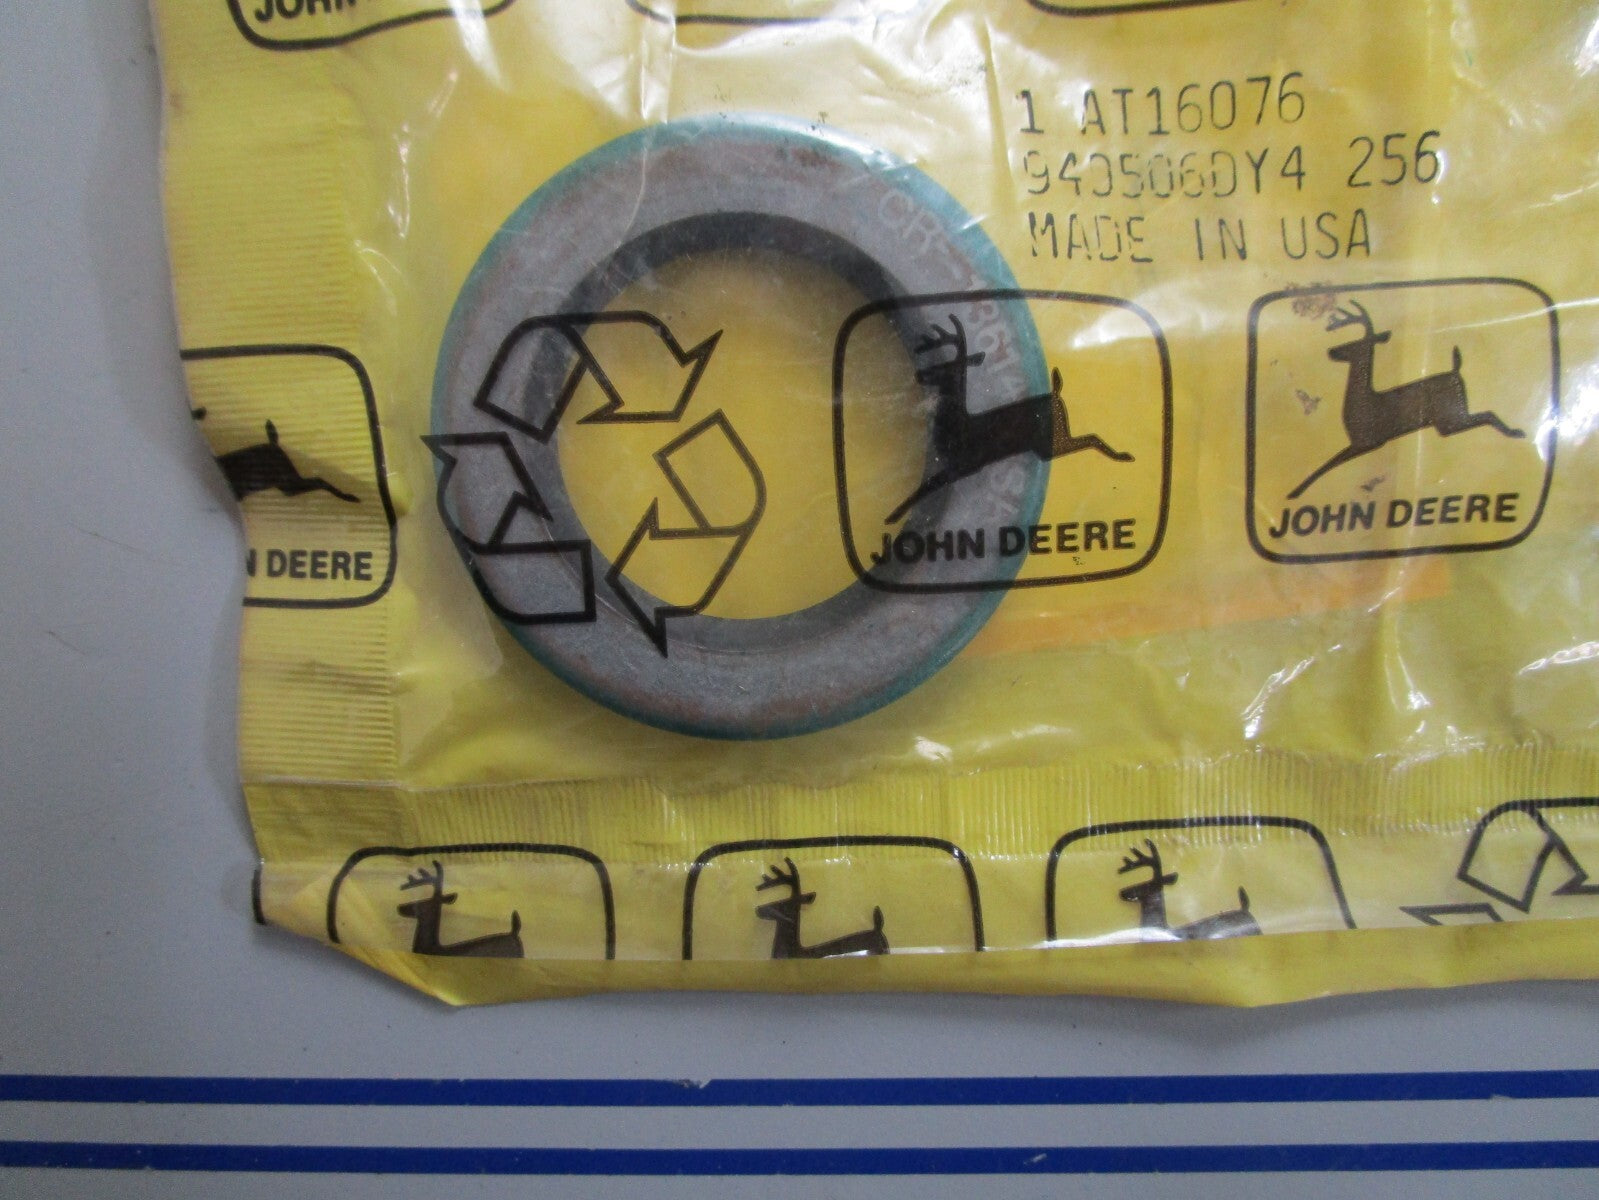 JOHN
1 AT16076
940506DY4 256
MADE IN USA
JOHN DEERE
JOHN DEERE
N DEERE